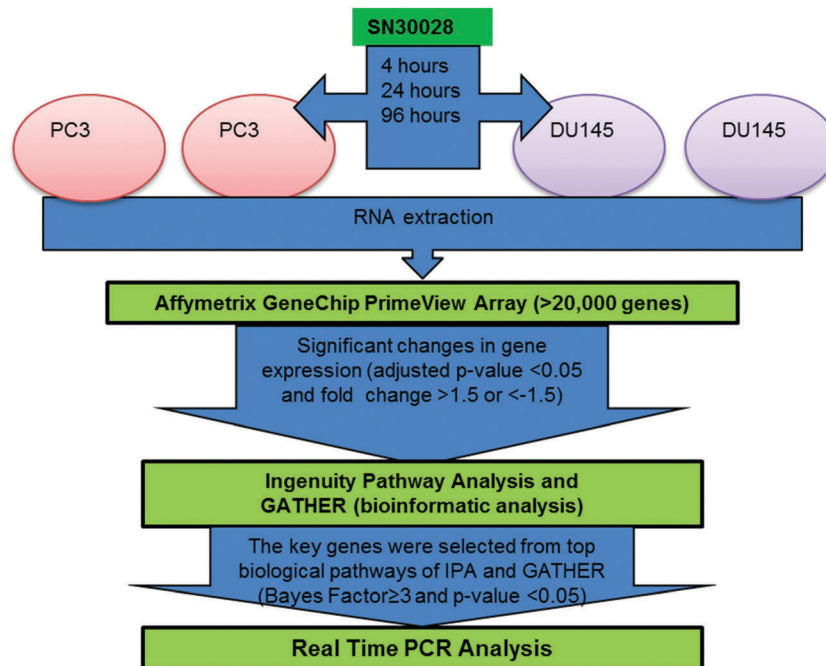 SN30028
4 hours
24 hours
96 hours
PC3
PC3
DU145
DU145
RNA extraction
Affymetrix GeneChip PrimeView Array (>20,000 genes)
Significant changes in gene
expression (adjusted p-value <0.05
and fold change >1.5 or <-1.5)
Ingenuity Pathway Analysis and
GATHER (bioinformatic analysis)
The key genes were selected from top
biological pathways of IPA and GATHER
(Bayes Factor≥3 and p-value <0.05)
Real Time PCR Analysis